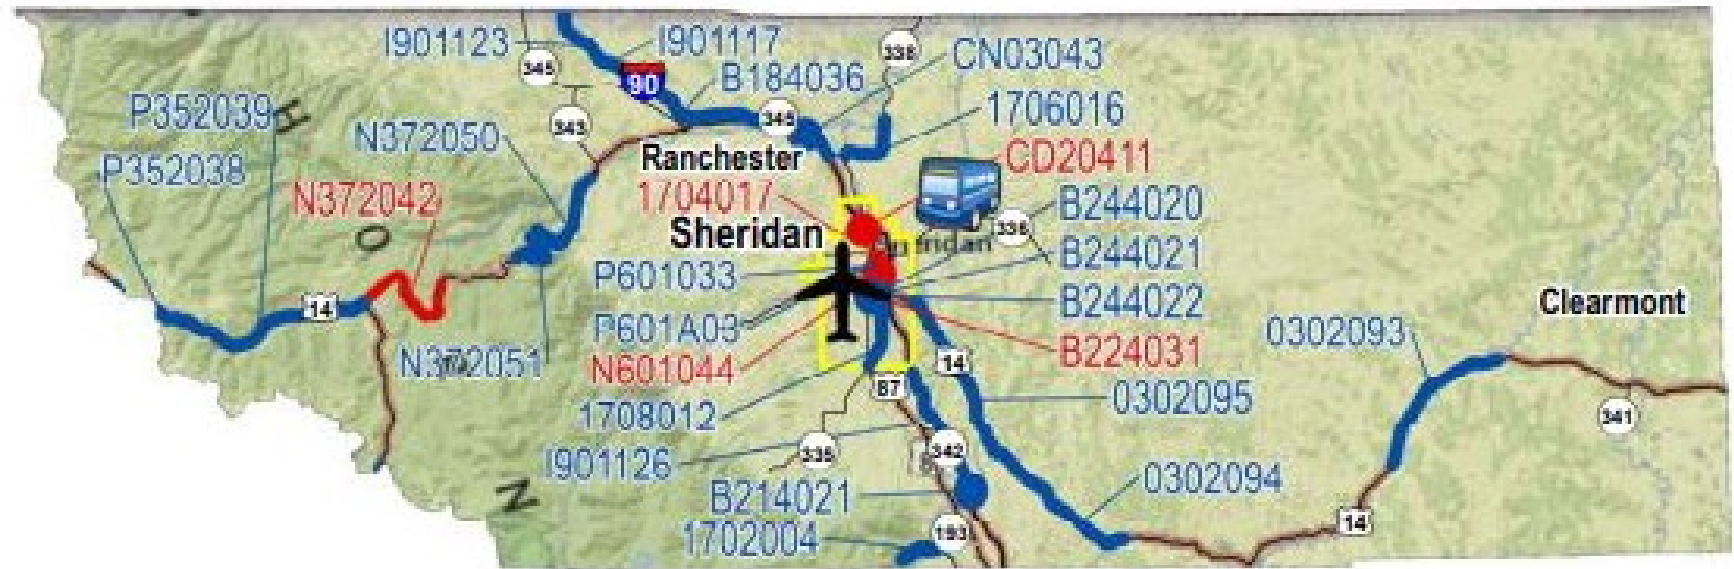 I901123
I901117
338
CN03043
345
90
B184036
P352039
H
343
345
1706016
N372050
Ranchester
CD20411
P352038
N372042
1704017
B244020
O
Sheridan
336
B244021
P601033
14
P601A03
B244022
Clearmont
N372051
N601044
B224031
0302093
14
87
0302095
1708012
341
I901126
335
342
0302094
N
B214021
14
1702004
193